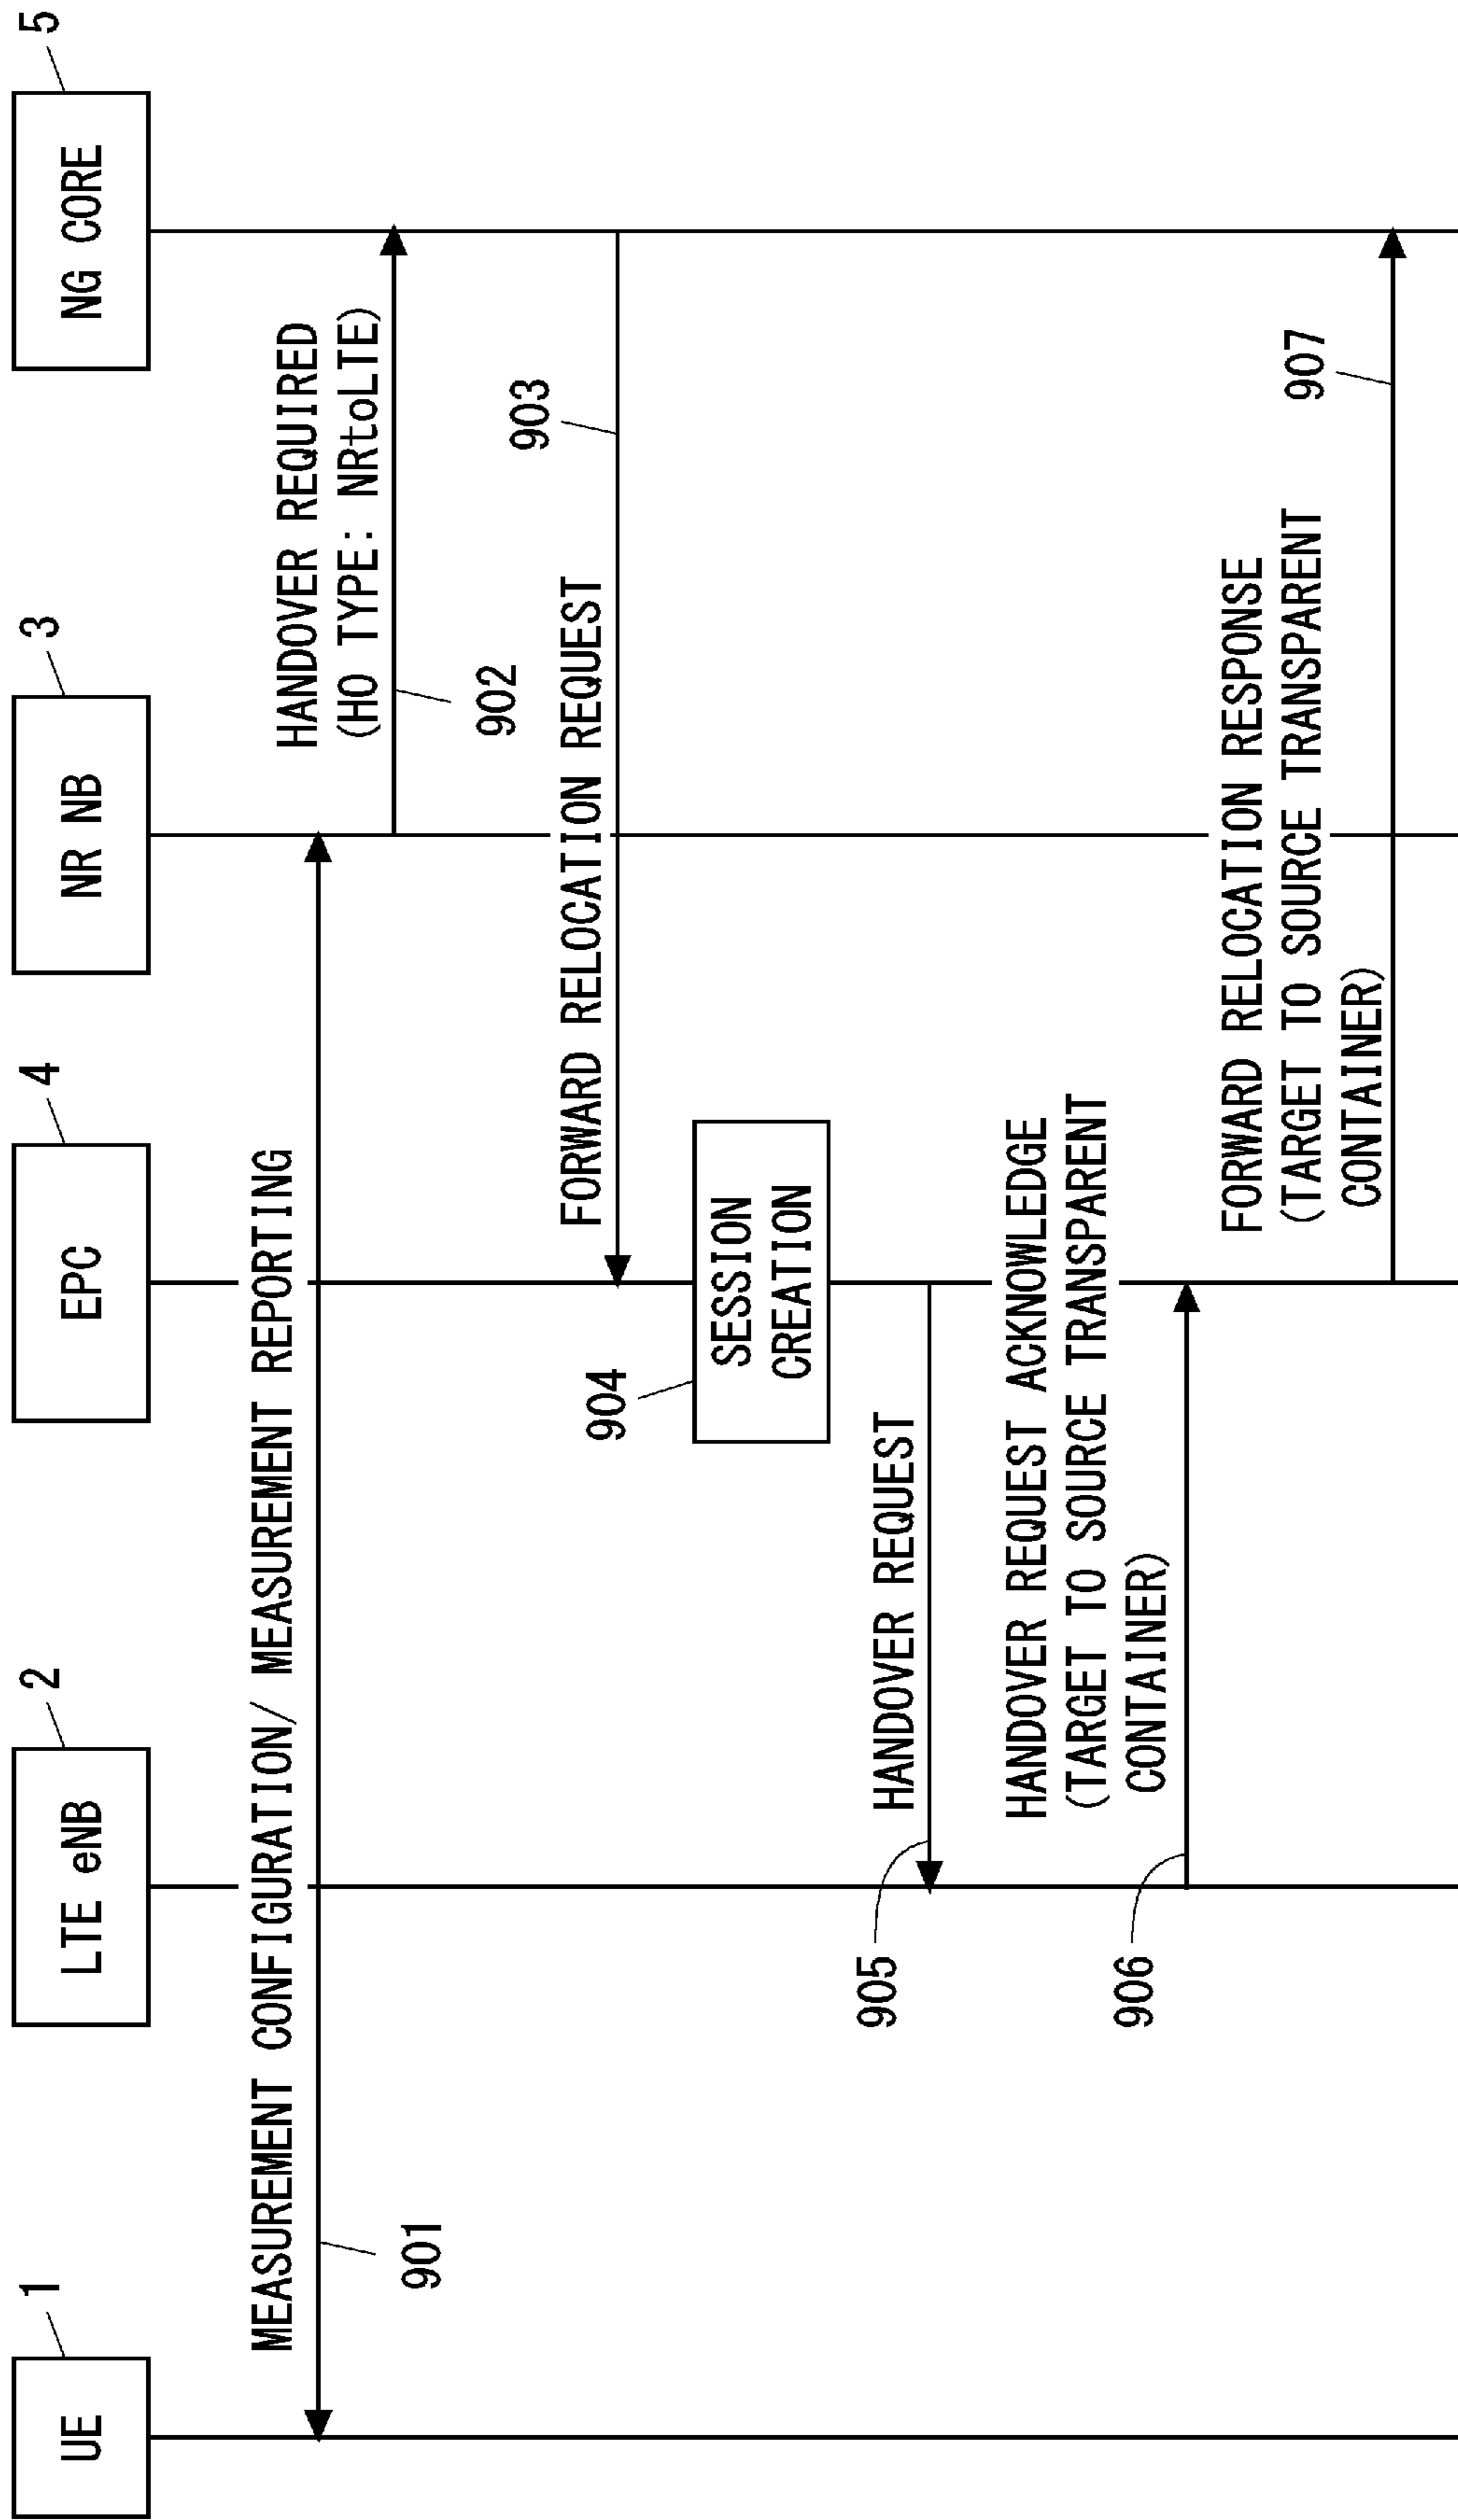 1
2
4
3
5
UE
LTE eNB
EPC
NR NB
NG CORE
MEASUREMENT CONFIGURATION/ MEASUREMENT REPORTING
901
HANDOVER REQUIRED
(HO TYPE: NRtoLTE)
902
903
FORWARD RELOCATION REQUEST
904
SESSION
CREATION
HANDOVER REQUEST
905
HANDOVER REQUEST ACKNOWLEDGE
(TARGET TO SOURCE TRANSPARENT
CONTAINER)
906
FORWARD RELOCATION RESPONSE
(TARGET TO SOURCE TRANSPARENT
CONTAINER)
907